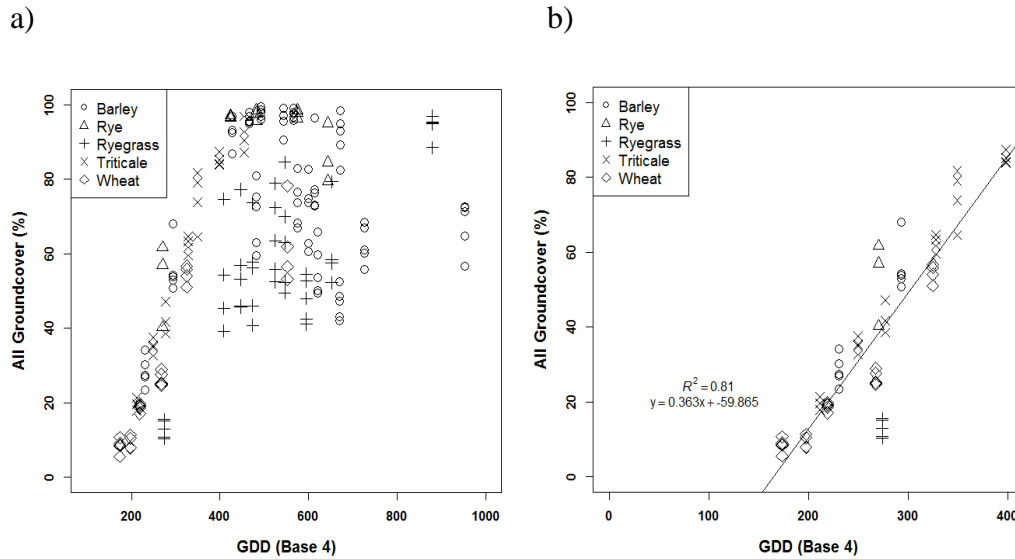 a)
b)
Barley
Rye
Ryegrass
Triticale
Wheat
100
80
60
40
20
0
All Groundcover (%)
200
400
600
800
1000
GDD (Base 4)
Barley
Rye
Ryegrass
Triticale
Wheat
R² = 0.81
y = 0.363x + -59.865
100
80
60
40
20
0
All Groundcover (%)
0
100
200
300
400
GDD (Base 4)